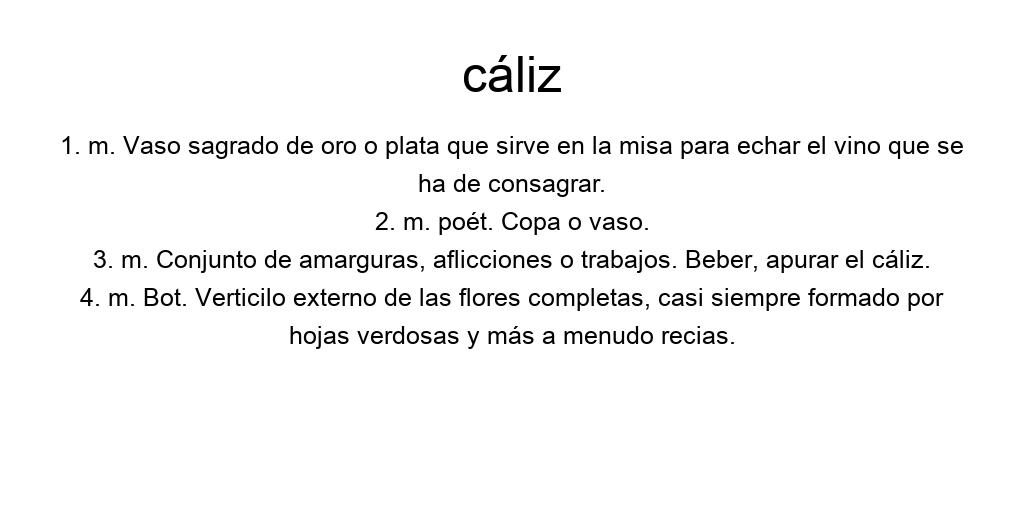 cáliz
1. m. Vaso sagrado de oro o plata que sirve en la misa para echar el vino que se
ha de consagrar.
2. m. poét. Copa o vaso.
3. m. Conjunto de amarguras, aflicciones o trabajos. Beber, apurar el cáliz.
4. m. Bot. Verticilo externo de las flores completas, casi siempre formado por
hojas verdosas y más a menudo recias.